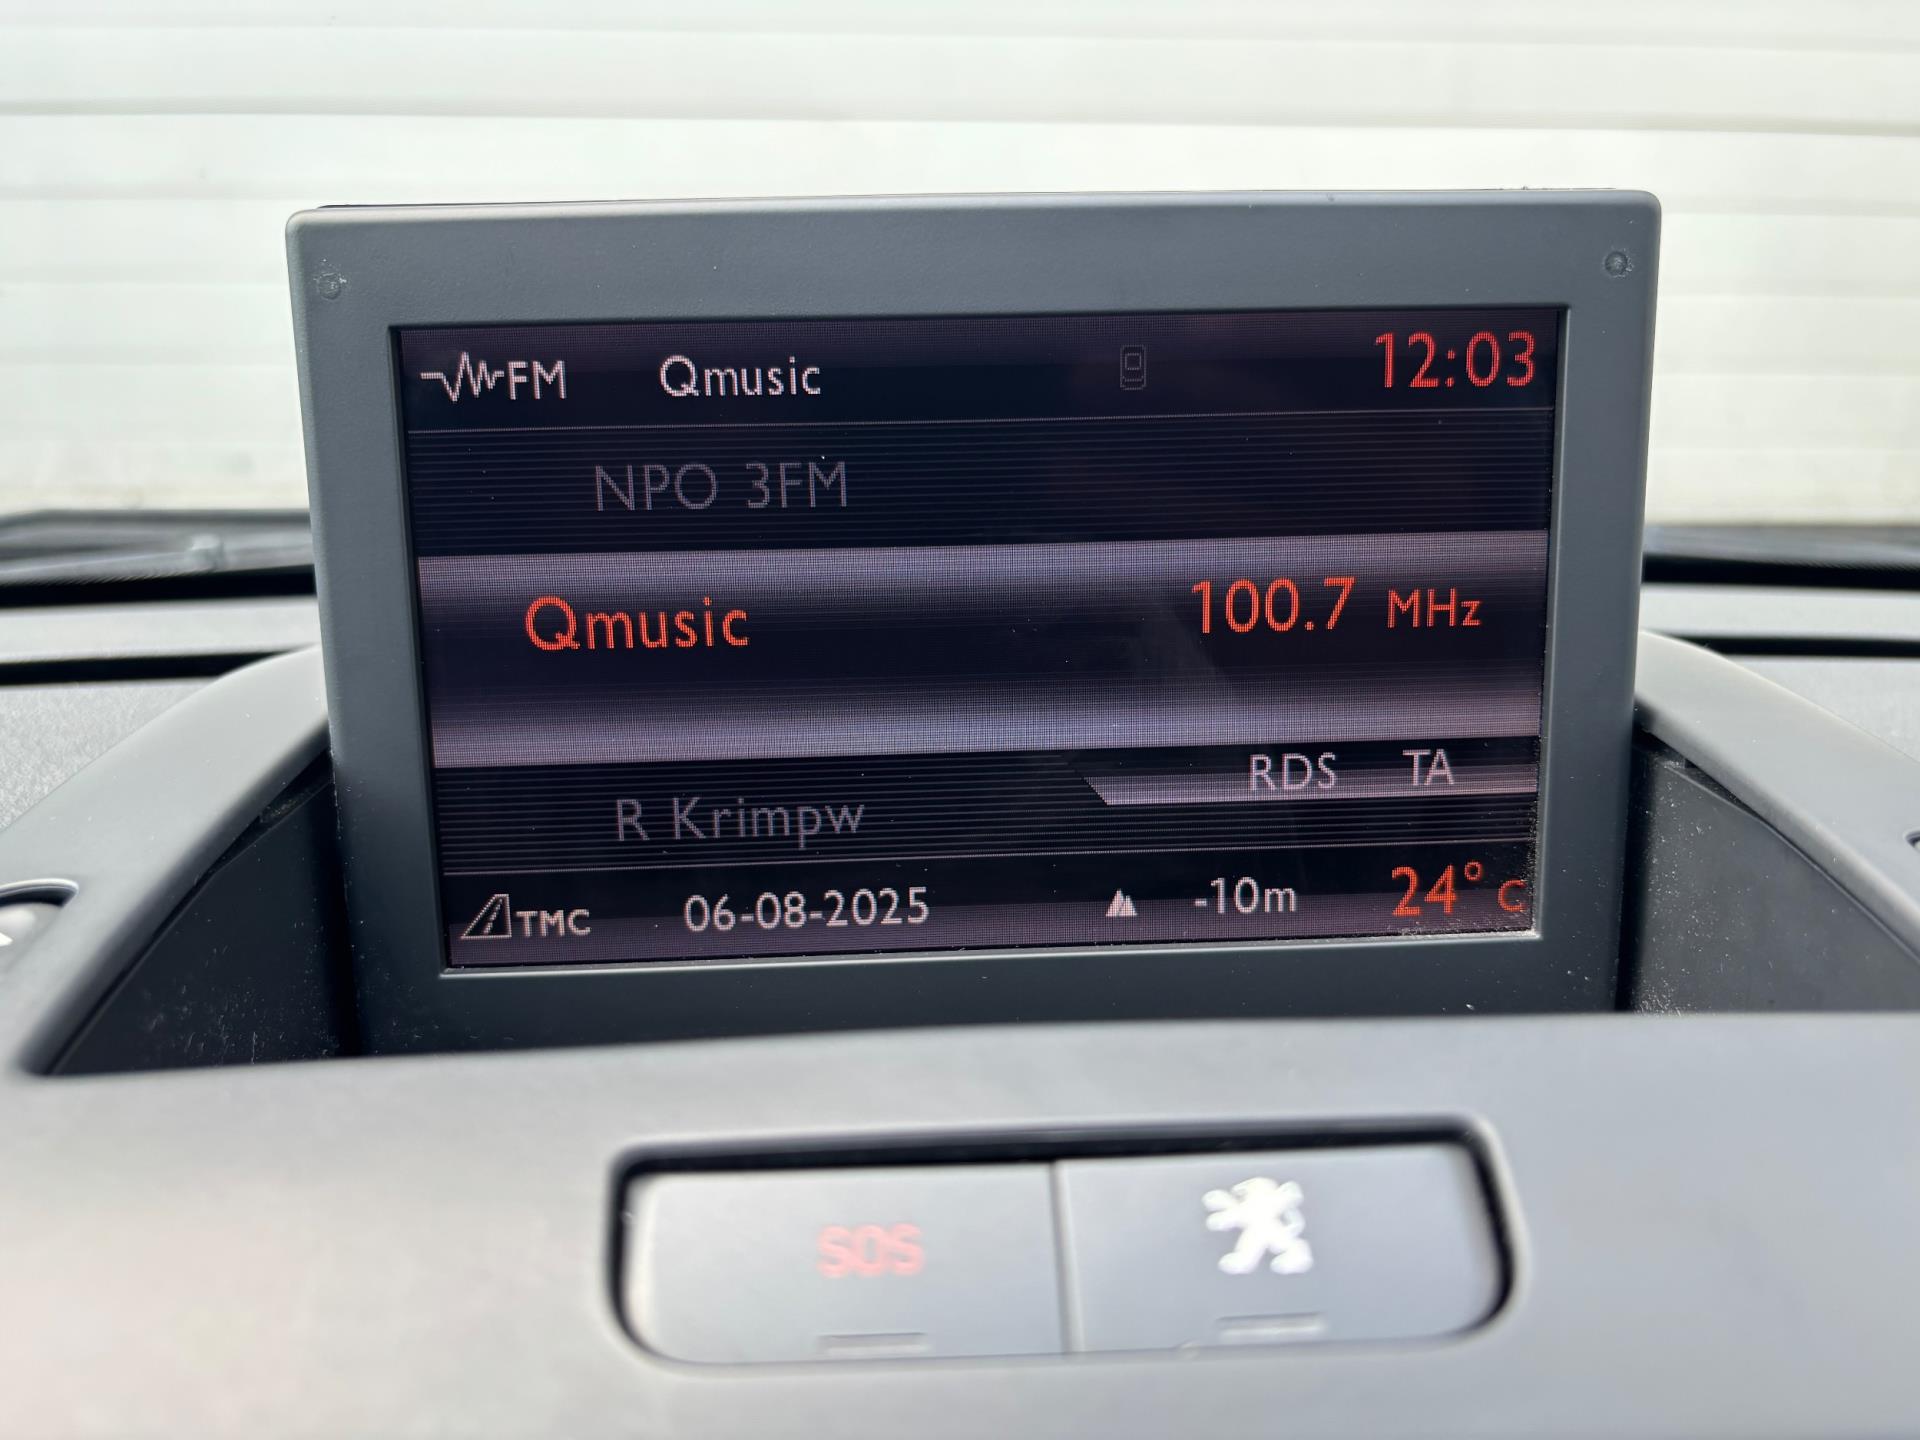 FM Qmusic 12:03
NPO 3FM
Qmusic 100.7 MHz
RDS TA
R Krimpw
TMC 06-08-2025 -10m 24° C
SOS